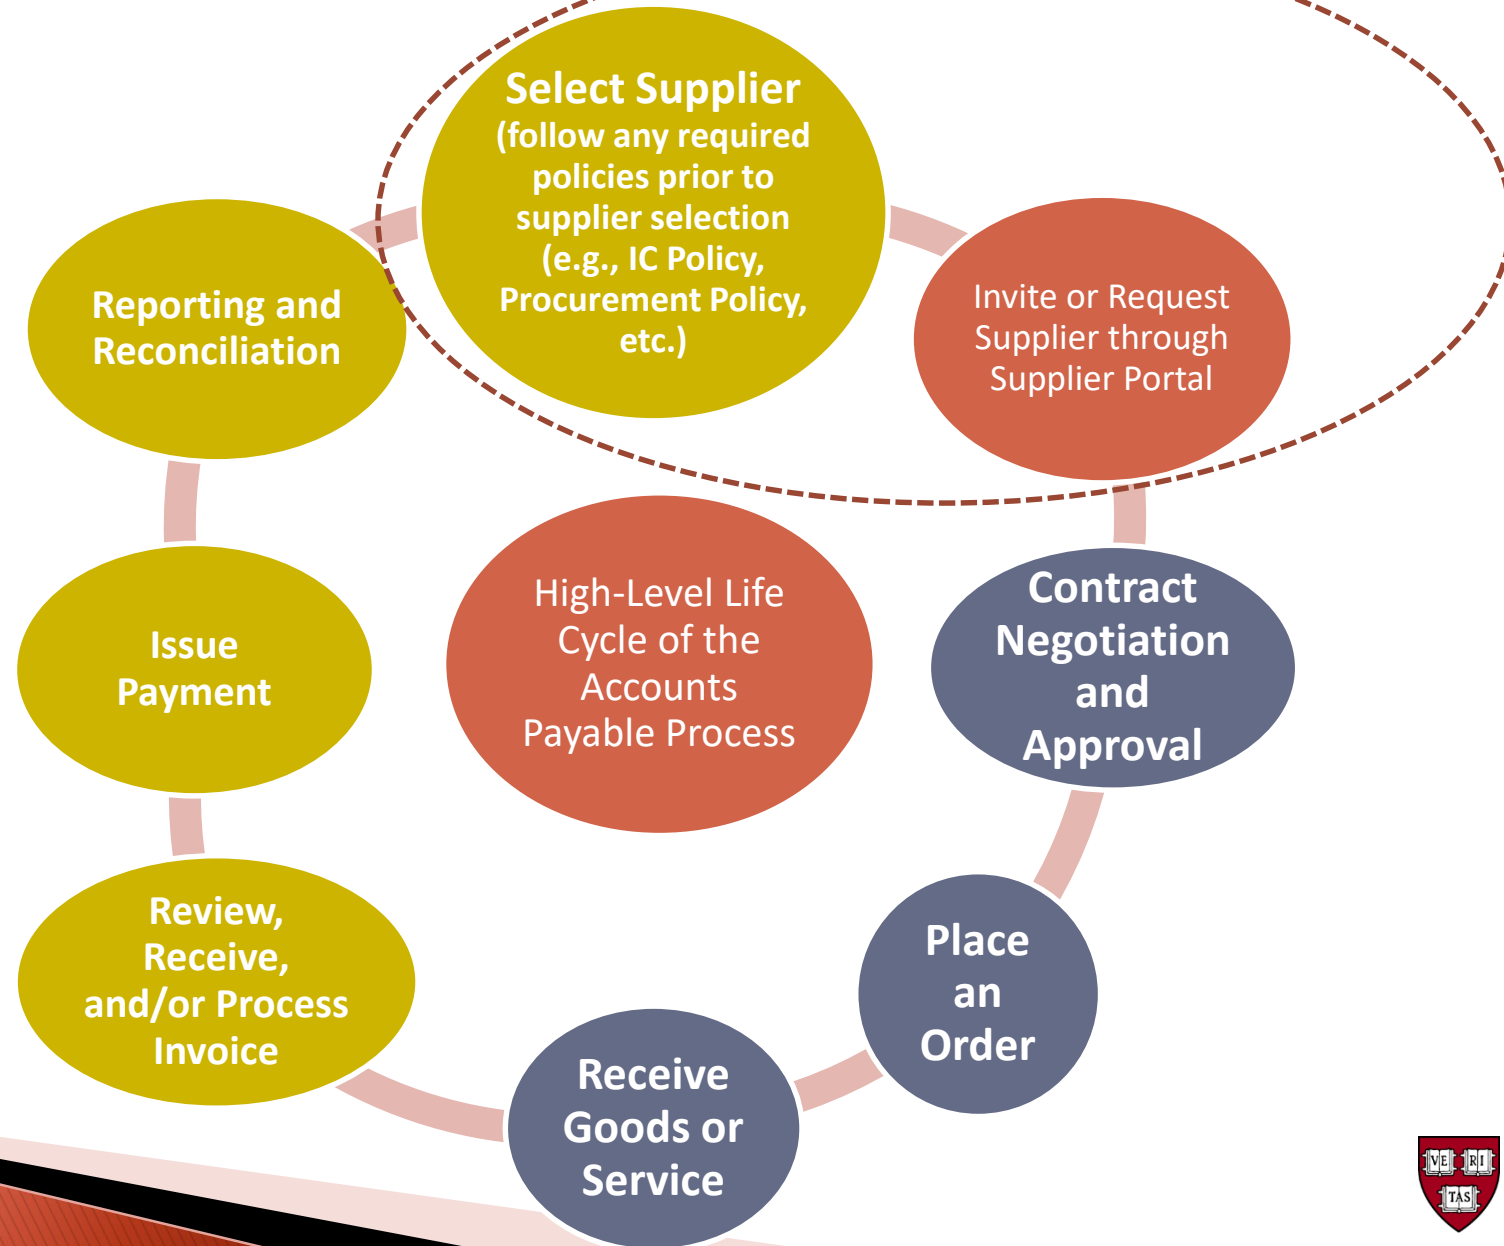 Select Supplier
(follow any required
policies prior to
supplier selection
(e.g., IC Policy,
Procurement Policy,
etc.)
Invite or Request
Supplier through
Supplier Portal
Contract
Negotiation
and
Approval
Place
an
Order
Receive
Goods or
Service
Review,
Receive,
and/or Process
Invoice
Issue
Payment
Reporting and
Reconciliation
High-Level Life
Cycle of the
Accounts
Payable Process
VE RI
TAS